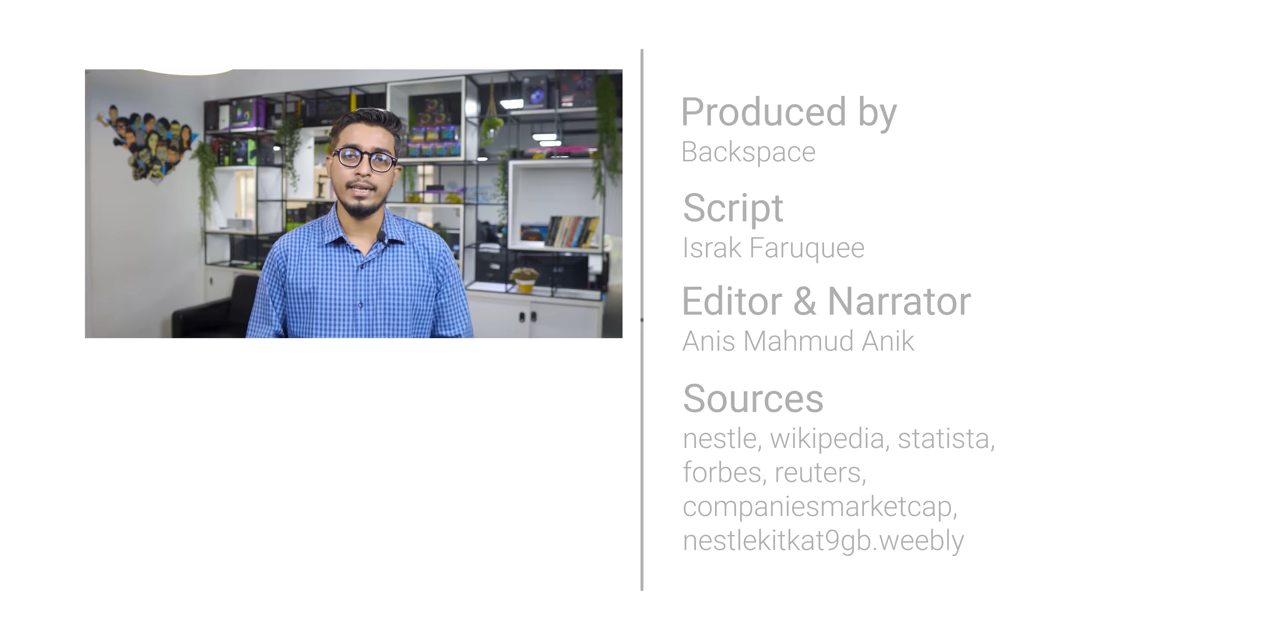 Produced by
Backspace
Script
Israk Faruquee
Editor & Narrator
Anis Mahmud Anik
Sources
nestle, wikipedia, statista,
forbes, reuters,
companiesmarketcap,
nestlekitkat9gb.weebly